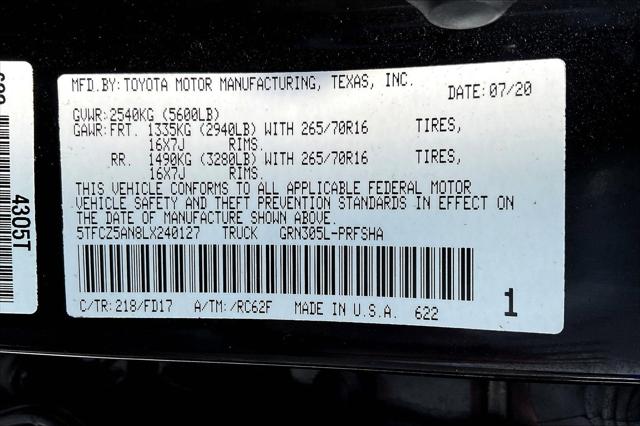 MFD.BY:TOYOTA MOTOR MANUFACTURING, TEXAS, INC.
DATE:07/20
GVWR:2540KG (5600LB)
GAWR:FRT. 1335KG (2940LB) WITH 265/70R16 TIRES,
16X7J RIMS.
RR. 1490KG (3280LB) WITH 265/70R16 TIRES,
16X7J RIMS.
THIS VEHICLE CONFORMS TO ALL APPLICABLE FEDERAL MOTOR
VEHICLE SAFETY AND THEFT PREVENTION STANDARDS IN EFFECT ON
THE DATE OF MANUFACTURE SHOWN ABOVE.
5TFCZ5AN8LX240127 TRUCK GRN305L-PRFSHA
C/TR:218/FD17 A/TM:/RC62F MADE IN U.S.A. 622
1
4305T